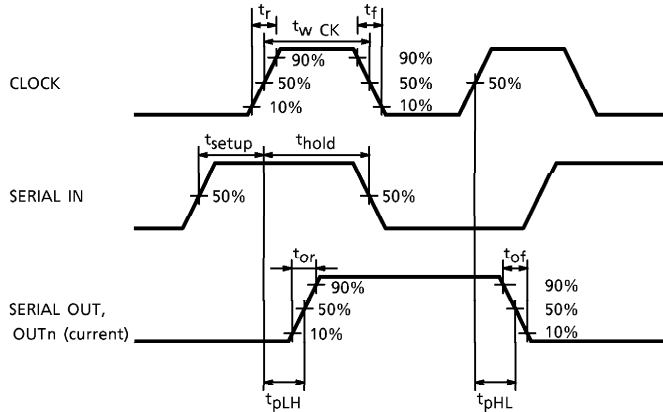 tr tw CK tf
90% 90%
CLOCK 50% 50% 50%
10% 10%
tsetup thold
SERIAL IN 50% 50%
tor tof
90% 90%
SERIAL OUT, 50% 50%
OUTn (current) 10% 10%
tpLH tpHL